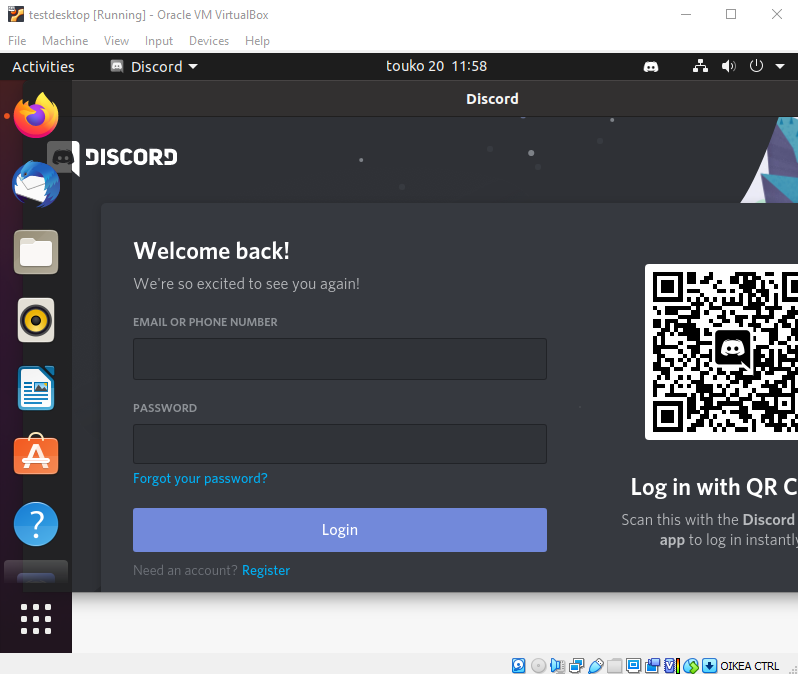 testdesktop [Running] - Oracle VM VirtualBox
File Machine View Input Devices Help
Activities Discord touko 20 11:58
Discord
DISCORD
Welcome back!
We're so excited to see you again!
EMAIL OR PHONE NUMBER
PASSWORD
Forgot your password?
Login
Need an account? Register
Log in with QR C
Scan this with the Discord
app to log in instantly
OIKEA CTRL